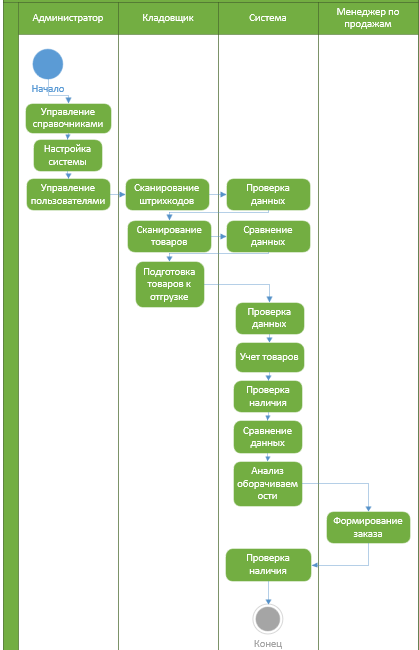 Администратор
Кладовщик
Система
Менеджер по
продажам
Начало
Управление
справочниками
Настройка
системы
Управление
пользователями
Сканирование
штрихкодов
Проверка
данных
Сканирование
товаров
Сравнение
данных
Подготовка
товаров к
отгрузке
Проверка
данных
Учет товаров
Проверка
наличия
Сравнение
данных
Анализ
оборачиваем
ости
Формирование
заказа
Проверка
наличия
Конец